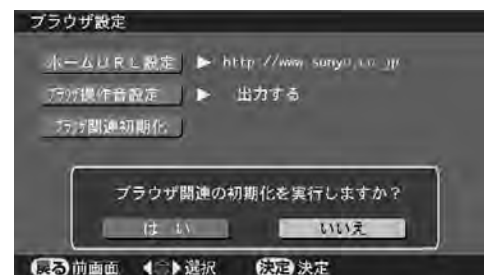 ブラウザ設定
ホームURL設定 ▶ http://www.sanyo.co.jp
ブラウザ操作音設定 ▶ 出力する
ブラウザ関連初期化
ブラウザ関連の初期化を実行しますか？
はい いいえ
戻る 前画面 ◀▶選択 決定 決定